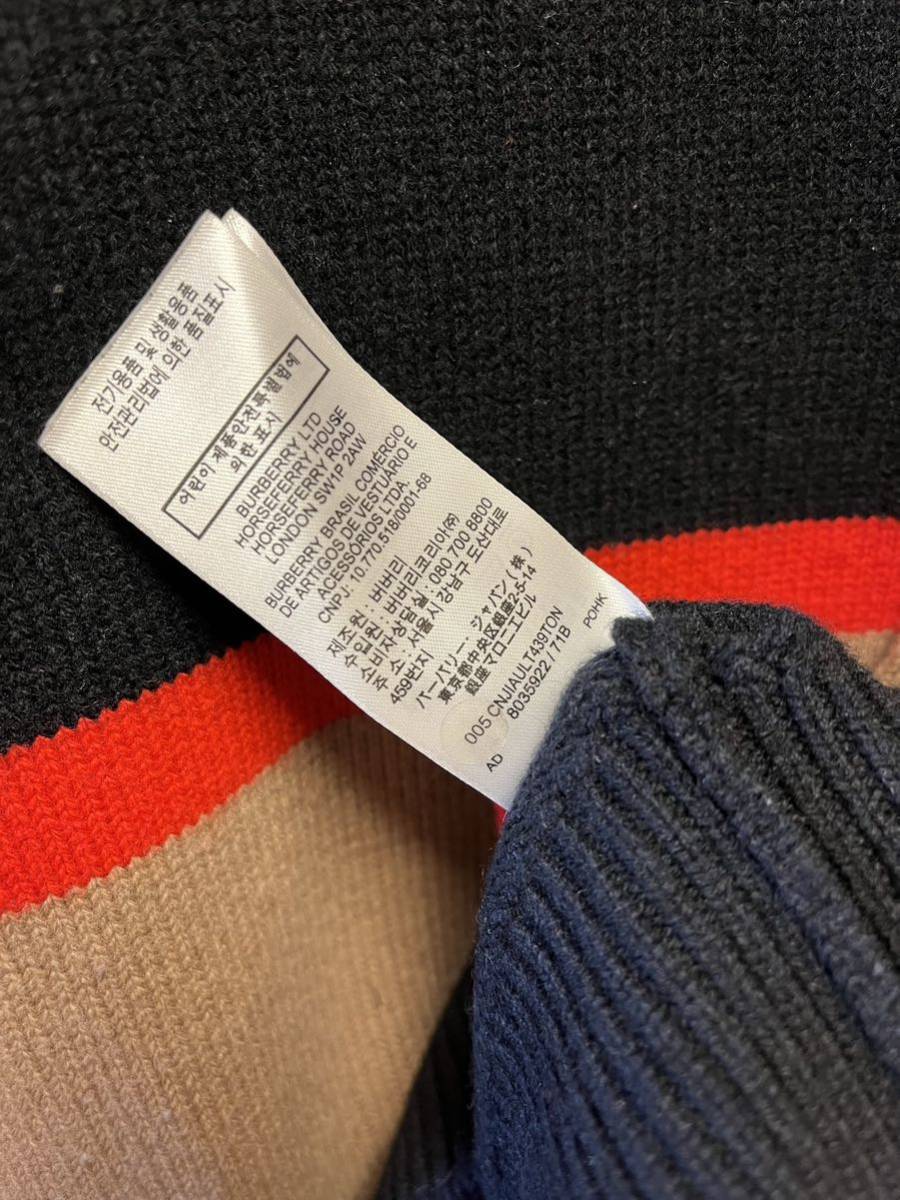 전기용품 및 생활용품
안전관리법에 의한 품질표시
어린이제품안전특별법에
의한 표시
BURBERRY LTD
HORSEFERRY HOUSE
HORSEFERRY ROAD
LONDON SW1P 2AW
BURBERRY BRASIL COMERCIO
DE ARTIGOS DE VESTUÁRIO E
ACESSÓRIOS LTDA.
CNPJ: 10.770.518/0001-68
제조원: 버버리
수입원: 버버리코리아㈜
소비자상담실: 080 700 8800
주 소: 서울시 강남구 도산대로
459번지
バーバリー・ジャパン(株)
東京都中央区銀座2-5-14
銀座マロニエビル
005 CNJIAULT439TON
8035822 / 71B
POHK
AD